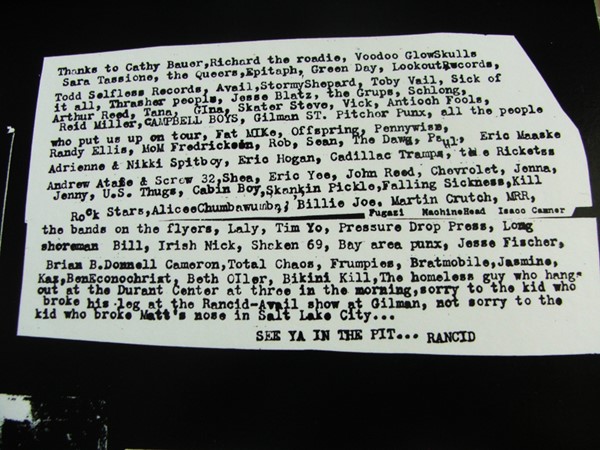 Thanks to Cathy Bauer,Richard the roadie, Voodoo GlowSkulls
Sara Tassione, the Queers,Epitaph, Green Day, LookoutRecords,
Todd Selfless Records, Avail,StormyShepard, Toby Vail, Sick of
it all, Thrasher people, Jesse Blatz, the Grups, Schlong,
Arthur Reed, Tana, Gina, Skater Steve, Vick, Antioch Fools,
Reid Miller,CAMPBELL BOYS, Gilman ST. Pitchor Punx, all the people
who put us up on tour, Fat MIKe, Offspring, Pennywise,
Randy Ellis, MoM Fredricksen, Rob, Sean, The Dawg, Paul, Eric Maaske
Adrienne & Nikki Spitboy, Eric Hogan, Cadillac Tramps, the Ricketss
Andrew Ataxe & Screw 32,Shea, Eric Yee, John Reed, Chevrolet, Jenna,
Jenny, U.S. Thugs, Cabin Boy,Skankin Pickle,Falling Sickness,Kill
Rock Stars,AliceeChumbawumba, Billie Joe, Martin Crutch, MRR,
Fugazi MachineHead Isacc Camner
the bands on the flyers, Laly, Tim Yo, Pressure Drop Press, Long
shoreman Bill, Irish Nick, Shaken 69, Bay area punx, Jesse Fischer,
Brian B.Donnell Cameron,Total Chaos, Frumpies, Bratmobile,Jasmine,
Kaz,BenEconochrist, Beth OIler, Bikini Kill,The homeless guy who hangs
out at the Durant Center at three in the morning,sorry to the kid who
broke his leg at the Rancid-Avail show at Gilman, not sorry to the
kid who broke Matt's nose in Salt Lake City...
SEE YA IN THE PIT... RANCID